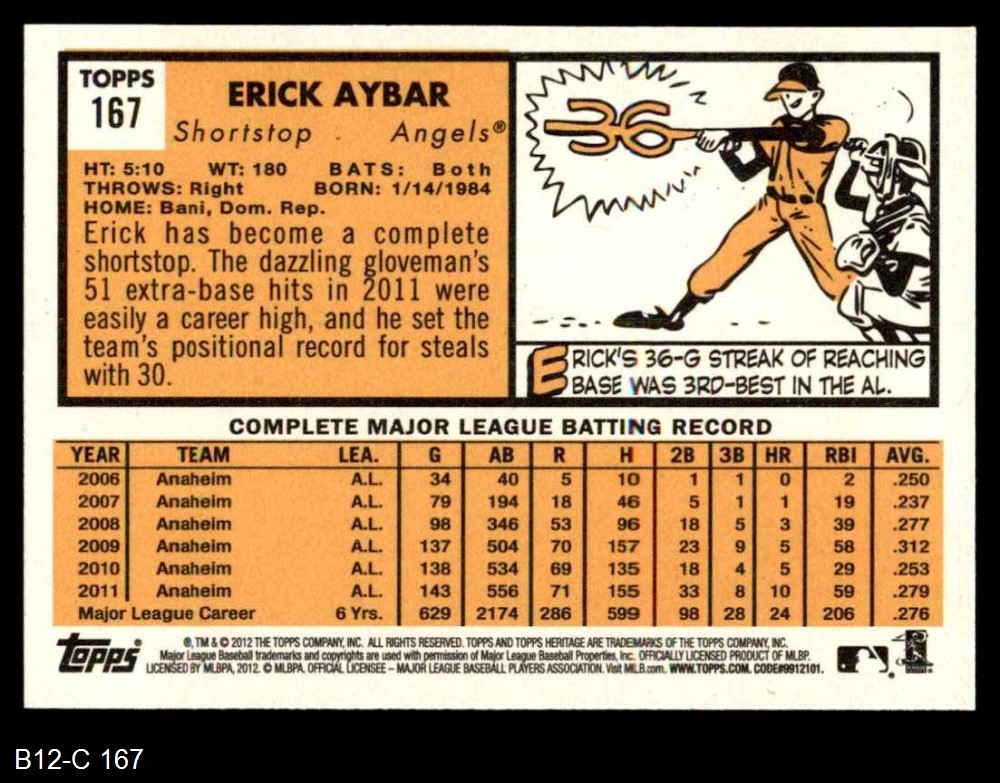 TOPPS
167
ERICK AYBAR
Shortstop . Angels®
HT: 5:10 WT: 180 BATS: Both
THROWS: Right BORN: 1/14/1984
HOME: Bani, Dom. Rep.
Erick has become a complete
shortstop. The dazzling gloveman's
51 extra-base hits in 2011 were
easily a career high, and he set the
team's positional record for steals
with 30.
36
ERICK'S 36-G STREAK OF REACHING
BASE WAS 3RD-BEST IN THE AL.
COMPLETE MAJOR LEAGUE BATTING RECORD
YEAR TEAM LEA. G AB R H 2B 3B HR RBI AVG.
2006 Anaheim A.L. 34 40 5 10 1 1 0 2 .250
2007 Anaheim A.L. 79 194 18 46 5 1 1 19 .237
2008 Anaheim A.L. 98 346 53 96 18 5 3 39 .277
2009 Anaheim A.L. 137 504 70 157 23 9 5 58 .312
2010 Anaheim A.L. 138 534 69 135 18 4 5 29 .253
2011 Anaheim A.L. 143 556 71 155 33 8 10 59 .279
Major League Career 6 Yrs. 629 2174 286 599 98 28 24 206 .276
Topps®
®, TM & © 2012 THE TOPPS COMPANY, INC. ALL RIGHTS RESERVED. TOPPS AND TOPPS HERITAGE ARE TRADEMARKS OF THE TOPPS COMPANY, INC.
Major League Baseball trademarks and copyrights are used with permission of Major League Baseball Properties, Inc. OFFICIALLY LICENSED PRODUCT OF MLBP.
LICENSED BY MLBPA, 2012. © MLBPA. OFFICIAL LICENSEE – MAJOR LEAGUE BASEBALL PLAYERS ASSOCIATION. Visit MLB.com. WWW.TOPPS.COM. CODE#9912101.
B12-C 167